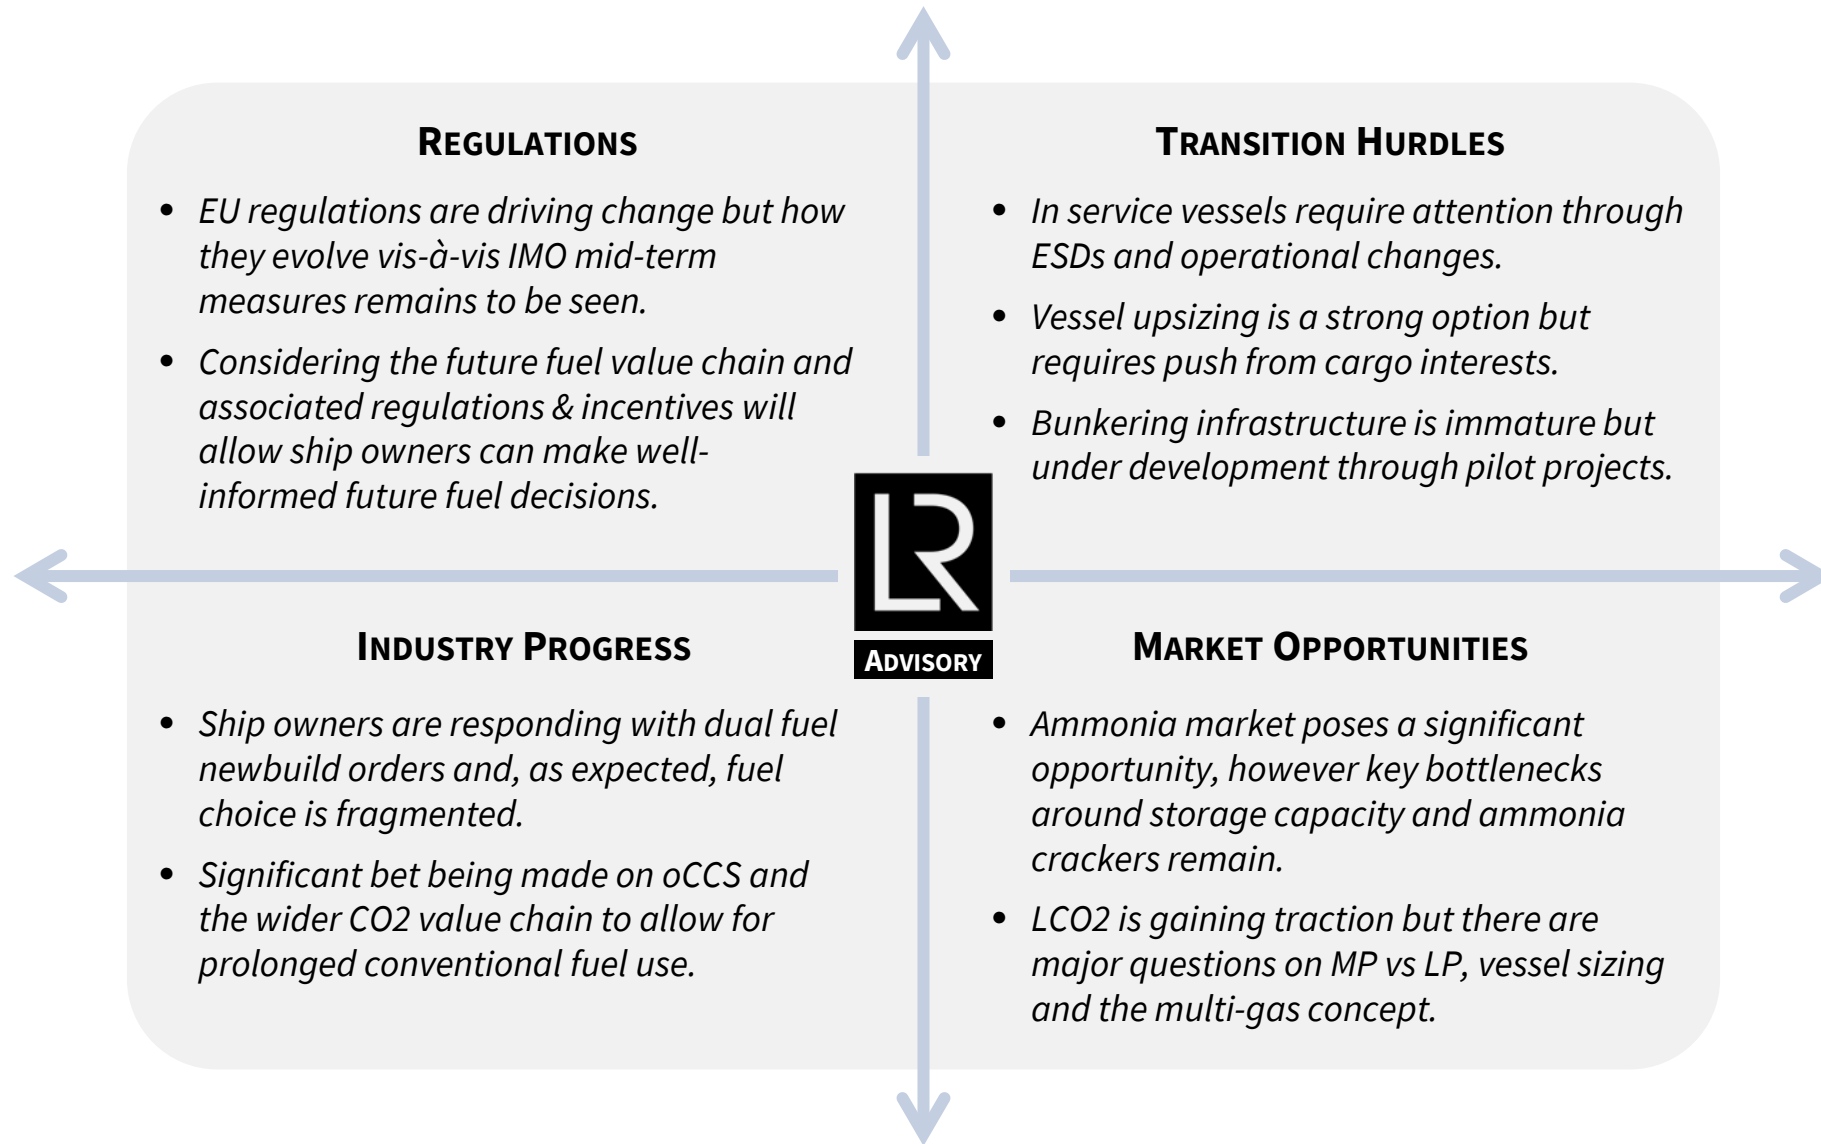 REGULATIONS
• EU regulations are driving change but how
they evolve vis-à-vis IMO mid-term
measures remains to be seen.
• Considering the future fuel value chain and
associated regulations & incentives will
allow ship owners can make well-
informed future fuel decisions.
TRANSITION HURDLES
• In service vessels require attention through
ESDs and operational changes.
• Vessel upsizing is a strong option but
requires push from cargo interests.
• Bunkering infrastructure is immature but
under development through pilot projects.
LR
ADVISORY
INDUSTRY PROGRESS
• Ship owners are responding with dual fuel
newbuild orders and, as expected, fuel
choice is fragmented.
• Significant bet being made on oCCS and
the wider CO2 value chain to allow for
prolonged conventional fuel use.
MARKET OPPORTUNITIES
• Ammonia market poses a significant
opportunity, however key bottlenecks
around storage capacity and ammonia
crackers remain.
• LCO2 is gaining traction but there are
major questions on MP vs LP, vessel sizing
and the multi-gas concept.